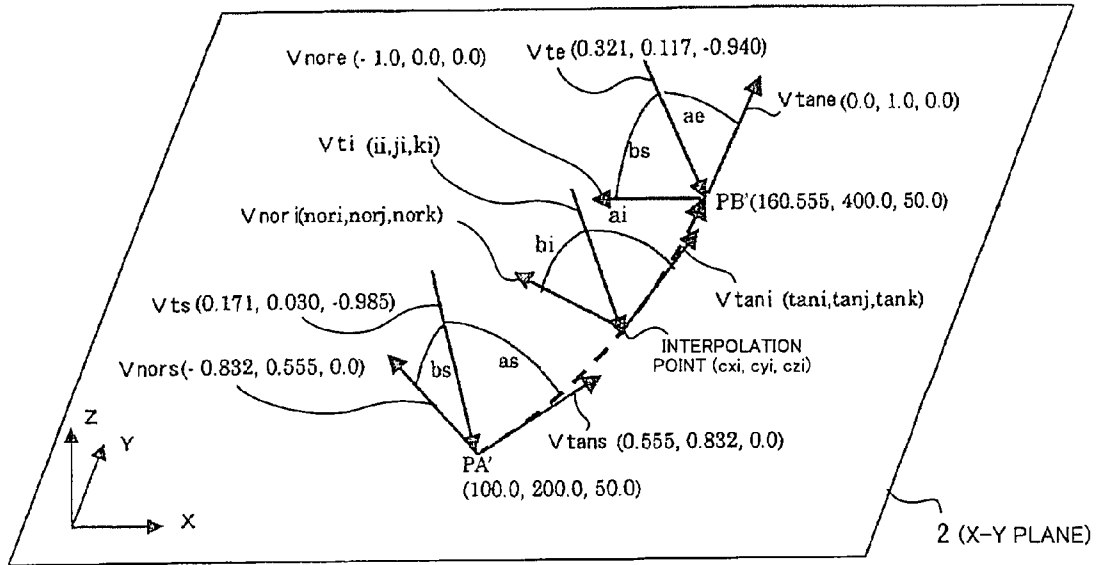 Vnore (- 1.0, 0.0, 0.0)
Vte (0.321, 0.117, -0.940)
Vtane (0.0, 1.0, 0.0)
ae
bs
Vti (ii,ji,ki)
PB' (160.555, 400.0, 50.0)
ai
Vnori(nori,norj,nork)
bi
Vtani (tani,tanj,tank)
Vts (0.171, 0.030, -0.985)
INTERPOLATION
POINT (cxi, cyi, czi)
Vnors(- 0.832, 0.555, 0.0)
bs
as
Vtans (0.555, 0.832, 0.0)
PA'
(100.0, 200.0, 50.0)
Z
Y
X
2 (X-Y PLANE)